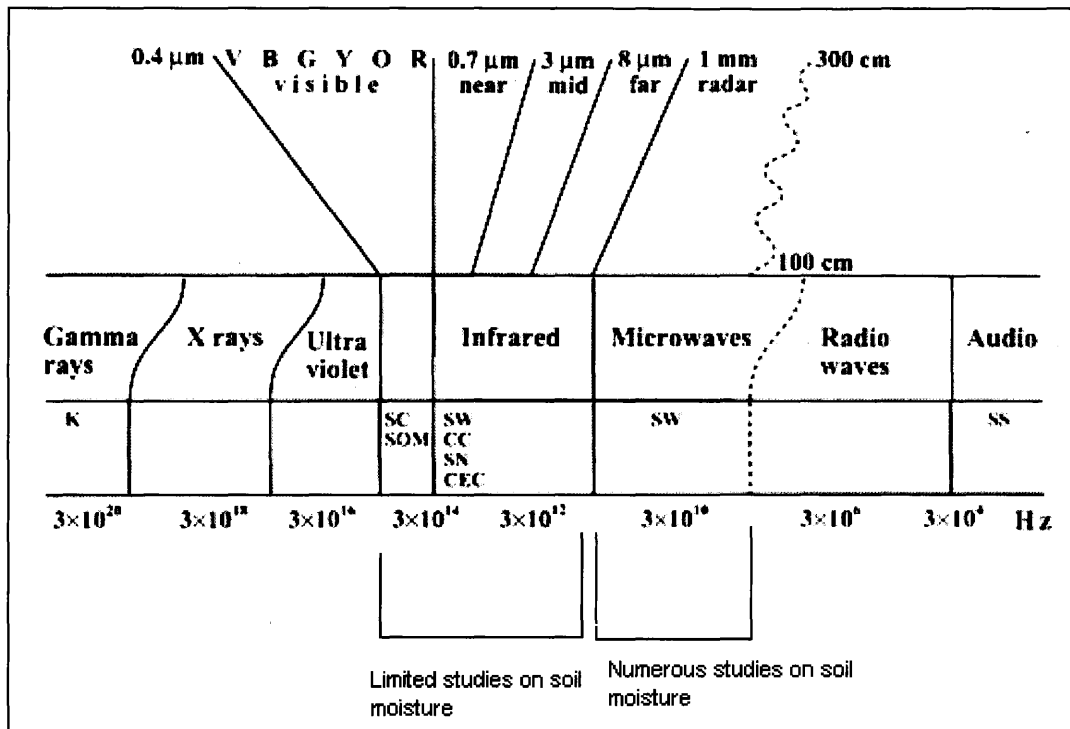 0.4 μm V B G Y O R 0.7 μm 3 μm 8 μm 1 mm 300 cm
visible near mid far radar
100 cm
Gamma rays X rays Ultra violet Infrared Microwaves Radio waves Audio
K SC SW SW SS
SOM CC
SN
CEC
3×10²⁰ 3×10¹⁸ 3×10¹⁶ 3×10¹⁴ 3×10¹² 3×10¹⁰ 3×10⁶ 3×10⁴ Hz
Limited studies on soil
moisture
Numerous studies on soil
moisture